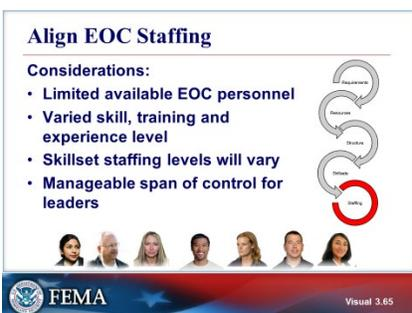 Align EOC Staffing
Considerations:
• Limited available EOC personnel
• Varied skill, training and
experience level
• Skillset staffing levels will vary
• Manageable span of control for
leaders
Requirements
Resources
Structure
Skillsets
Staffing
FEMA
Visual 3.65